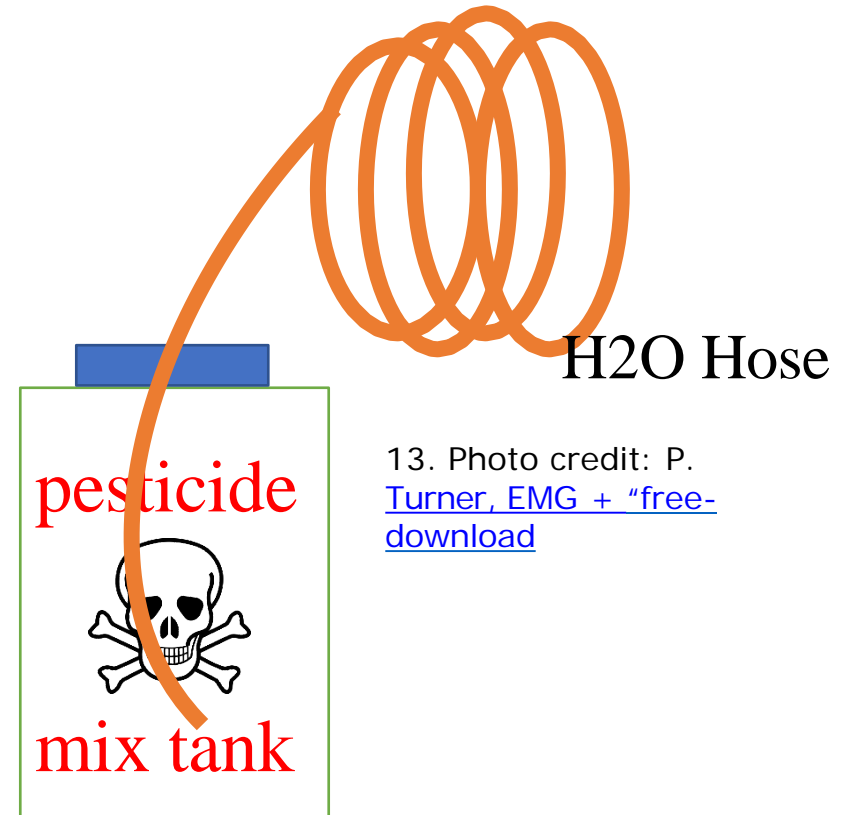 H2O Hose
13. Photo credit: P.
Turner, EMG + “free-
download
pesticide
mix tank